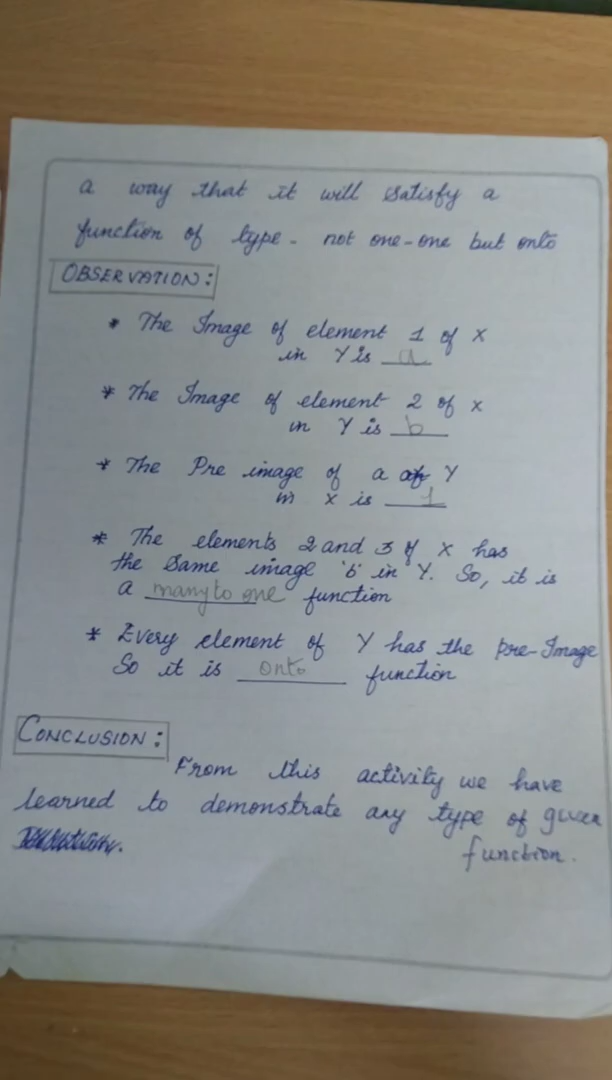 a way that it will satisfy a
function of type - not one-one but onto
OBSERVATION:
* The Image of element 1 of X
in Y is a
* The Image of element 2 of X
in Y is b
* The Pre image of a of Y
in X is 1
* The elements 2 and 3 of X has
the same image 'b' in Y. So, it is
a many to one function
* Every element of Y has the pre-Image
So it is onto function
CONCLUSION:
From this activity we have
learned to demonstrate any type of given
function.